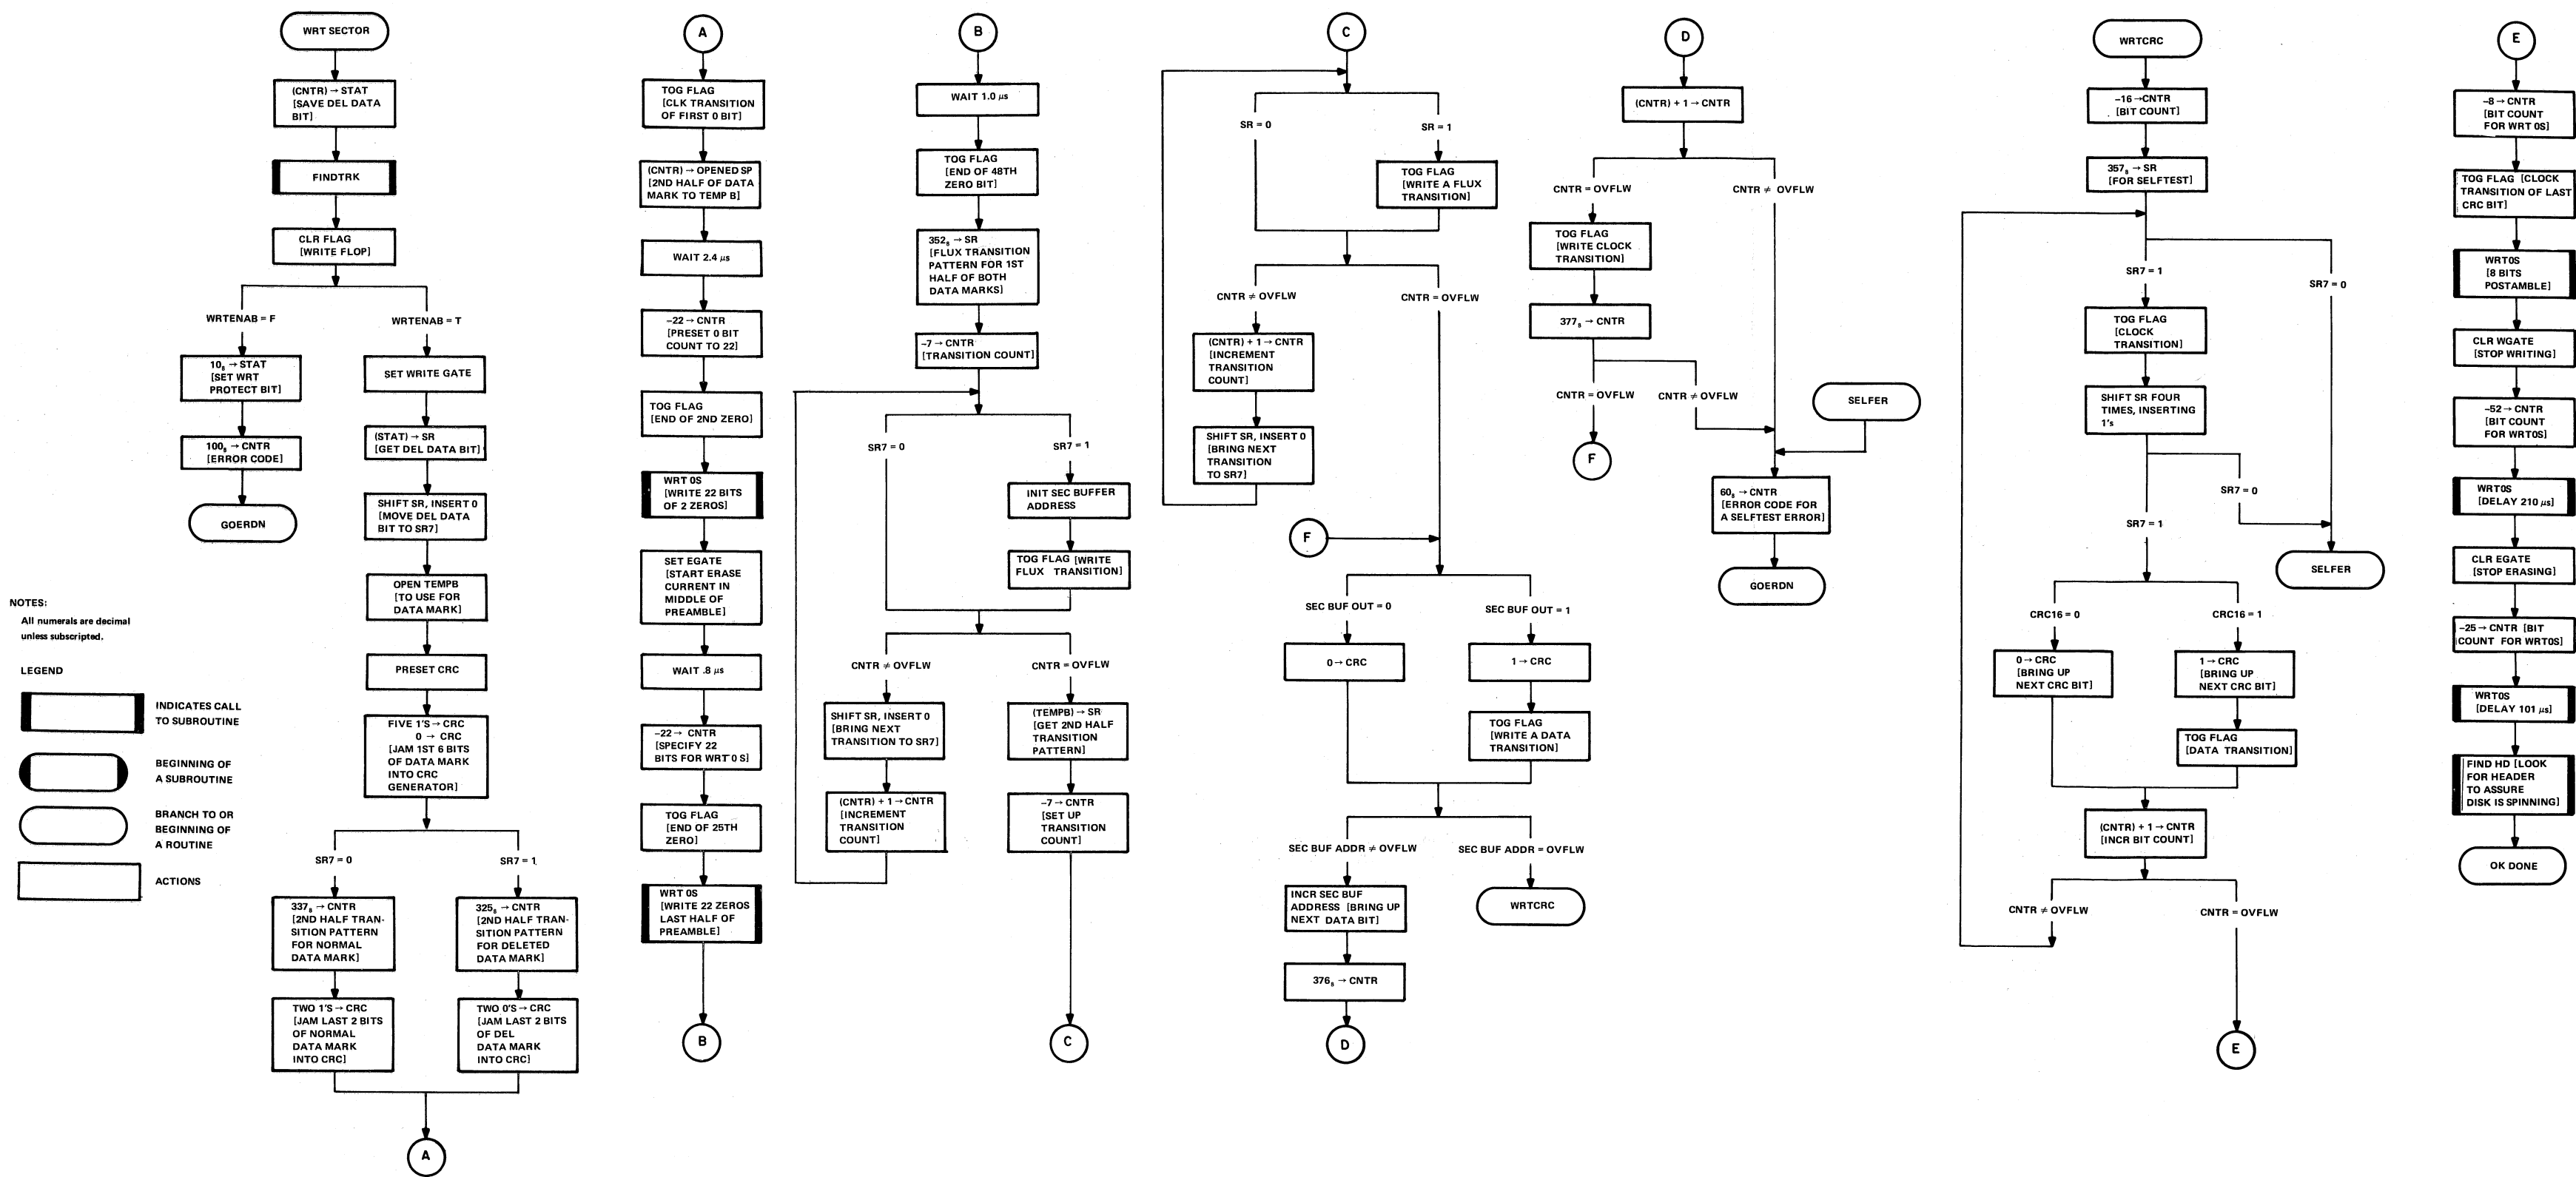 WRT SECTOR
(CNTR) → STAT
[SAVE DEL DATA
BIT]
FINDTRK
CLR FLAG
[WRITE FLOP]
WRTENAB = F
WRTENAB = T
10₈ → STAT
[SET WRT
PROTECT BIT]
100₈ → CNTR
[ERROR CODE]
GOERDN
SET WRITE GATE
(STAT) → SR
[GET DEL DATA BIT]
SHIFT SR, INSERT 0
[MOVE DEL DATA
BIT TO SR7]
OPEN TEMPB
[TO USE FOR
DATA MARK]
PRESET CRC
FIVE 1'S → CRC
0 → CRC
[JAM 1ST 6 BITS
OF DATA MARK
INTO CRC
GENERATOR]
SR7 = 0
SR7 = 1
337₈ → CNTR
[2ND HALF TRAN-
SITION PATTERN
FOR NORMAL
DATA MARK]
325₈ → CNTR
[2ND HALF TRAN-
SITION PATTERN
FOR DELETED
DATA MARK]
TWO 1'S → CRC
[JAM LAST 2 BITS
OF NORMAL
DATA MARK
INTO CRC]
TWO 0'S → CRC
[JAM LAST 2 BITS
OF DEL
DATA MARK
INTO CRC]
A
NOTES:
All numerals are decimal
unless subscripted.
LEGEND
INDICATES CALL
TO SUBROUTINE
BEGINNING OF
A SUBROUTINE
BRANCH TO OR
BEGINNING OF
A ROUTINE
ACTIONS
A
TOG FLAG
[CLK TRANSITION
OF FIRST 0 BIT]
(CNTR) → OPENED SP
[2ND HALF OF DATA
MARK TO TEMP B]
WAIT 2.4 µs
−22 → CNTR
[PRESET 0 BIT
COUNT TO 22]
TOG FLAG
[END OF 2ND ZERO]
WRT 0S
[WRITE 22 BITS
OF 2 ZEROS]
SET EGATE
[START ERASE
CURRENT IN
MIDDLE OF
PREAMBLE]
WAIT .8 µs
−22 → CNTR
[SPECIFY 22
BITS FOR WRT 0 S]
TOG FLAG
[END OF 25TH
ZERO]
WRT 0S
[WRITE 22 ZEROS
LAST HALF OF
PREAMBLE]
B
B
WAIT 1.0 µs
TOG FLAG
[END OF 48TH
ZERO BIT]
352₈ → SR
[FLUX TRANSITION
PATTERN FOR 1ST
HALF OF BOTH
DATA MARKS]
−7 → CNTR
[TRANSITION COUNT]
SR7 = 0
SR7 = 1
INIT SEC BUFFER
ADDRESS
TOG FLAG [WRITE
FLUX TRANSITION]
CNTR ≠ OVFLW
CNTR = OVFLW
SHIFT SR, INSERT 0
[BRING NEXT
TRANSITION TO SR7]
(CNTR) + 1 → CNTR
[INCREMENT
TRANSITION
COUNT]
(TEMPB) → SR
[GET 2ND HALF
TRANSITION
PATTERN]
−7 → CNTR
[SET UP
TRANSITION
COUNT]
C
C
SR = 0
SR = 1
TOG FLAG
[WRITE A FLUX
TRANSITION]
CNTR ≠ OVFLW
CNTR = OVFLW
(CNTR) + 1 → CNTR
[INCREMENT
TRANSITION
COUNT]
SHIFT SR, INSERT 0
[BRING NEXT
TRANSITION
TO SR7]
F
SEC BUF OUT = 0
SEC BUF OUT = 1
0 → CRC
1 → CRC
TOG FLAG
[WRITE A DATA
TRANSITION]
SEC BUF ADDR ≠ OVFLW
SEC BUF ADDR = OVFLW
INCR SEC BUF
ADDRESS [BRING UP
NEXT DATA BIT]
WRTCRC
376₈ → CNTR
D
D
(CNTR) + 1 → CNTR
CNTR = OVFLW
CNTR ≠ OVFLW
TOG FLAG
[WRITE CLOCK
TRANSITION]
377₈ → CNTR
CNTR = OVFLW
CNTR ≠ OVFLW
F
SELFER
60₈ → CNTR
[ERROR CODE FOR
A SELFTEST ERROR]
GOERDN
WRTCRC
−16 →CNTR
[BIT COUNT]
357₈ → SR
[FOR SELFTEST]
SR7 = 1
SR7 = 0
TOG FLAG
[CLOCK
TRANSITION]
SHIFT SR FOUR
TIMES, INSERTING
1's
SR7 = 0
SR7 = 1
SELFER
CRC16 = 0
CRC16 = 1
0 → CRC
[BRING UP
NEXT CRC BIT]
1 → CRC
[BRING UP
NEXT CRC BIT]
TOG FLAG
[DATA TRANSITION]
(CNTR) + 1 → CNTR
[INCR BIT COUNT]
CNTR ≠ OVFLW
CNTR = OVFLW
E
E
−8 → CNTR
[BIT COUNT
FOR WRT 0S]
TOG FLAG [CLOCK
TRANSITION OF LAST
CRC BIT]
WRT0S
[8 BITS
POSTAMBLE]
CLR WGATE
[STOP WRITING]
−52 → CNTR
[BIT COUNT
FOR WRT0S]
WRT0S
[DELAY 210 µs]
CLR EGATE
[STOP ERASING]
−25 → CNTR [BIT
COUNT FOR WRT0S]
WRT0S
[DELAY 101 µs]
FIND HD [LOOK
FOR HEADER
TO ASSURE
DISK IS SPINNING]
OK DONE